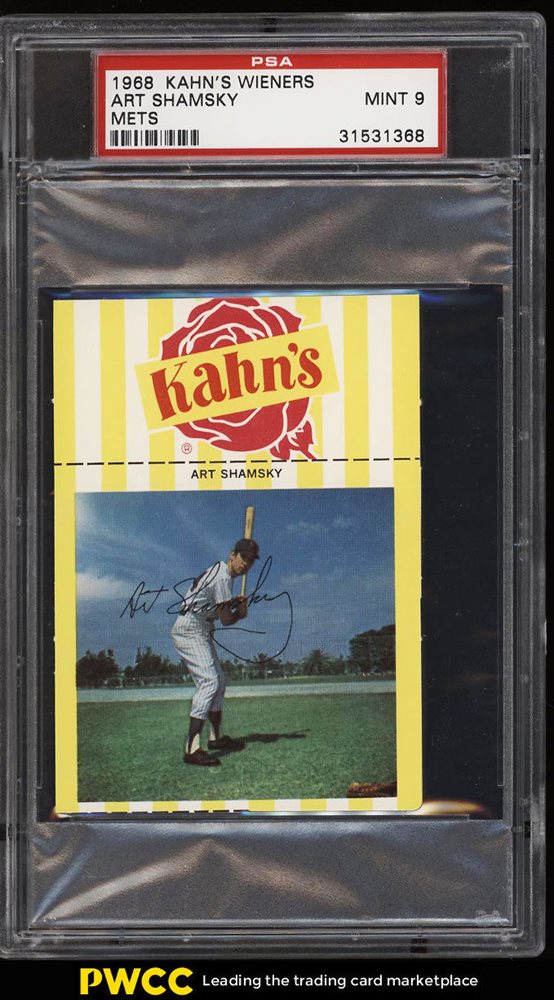 PSA
1968 KAHN'S WIENERS
ART SHAMSKY MINT 9
METS
31531368
Kahn's
®
ART SHAMSKY
Art Shamsky
PWCC Leading the trading card marketplace